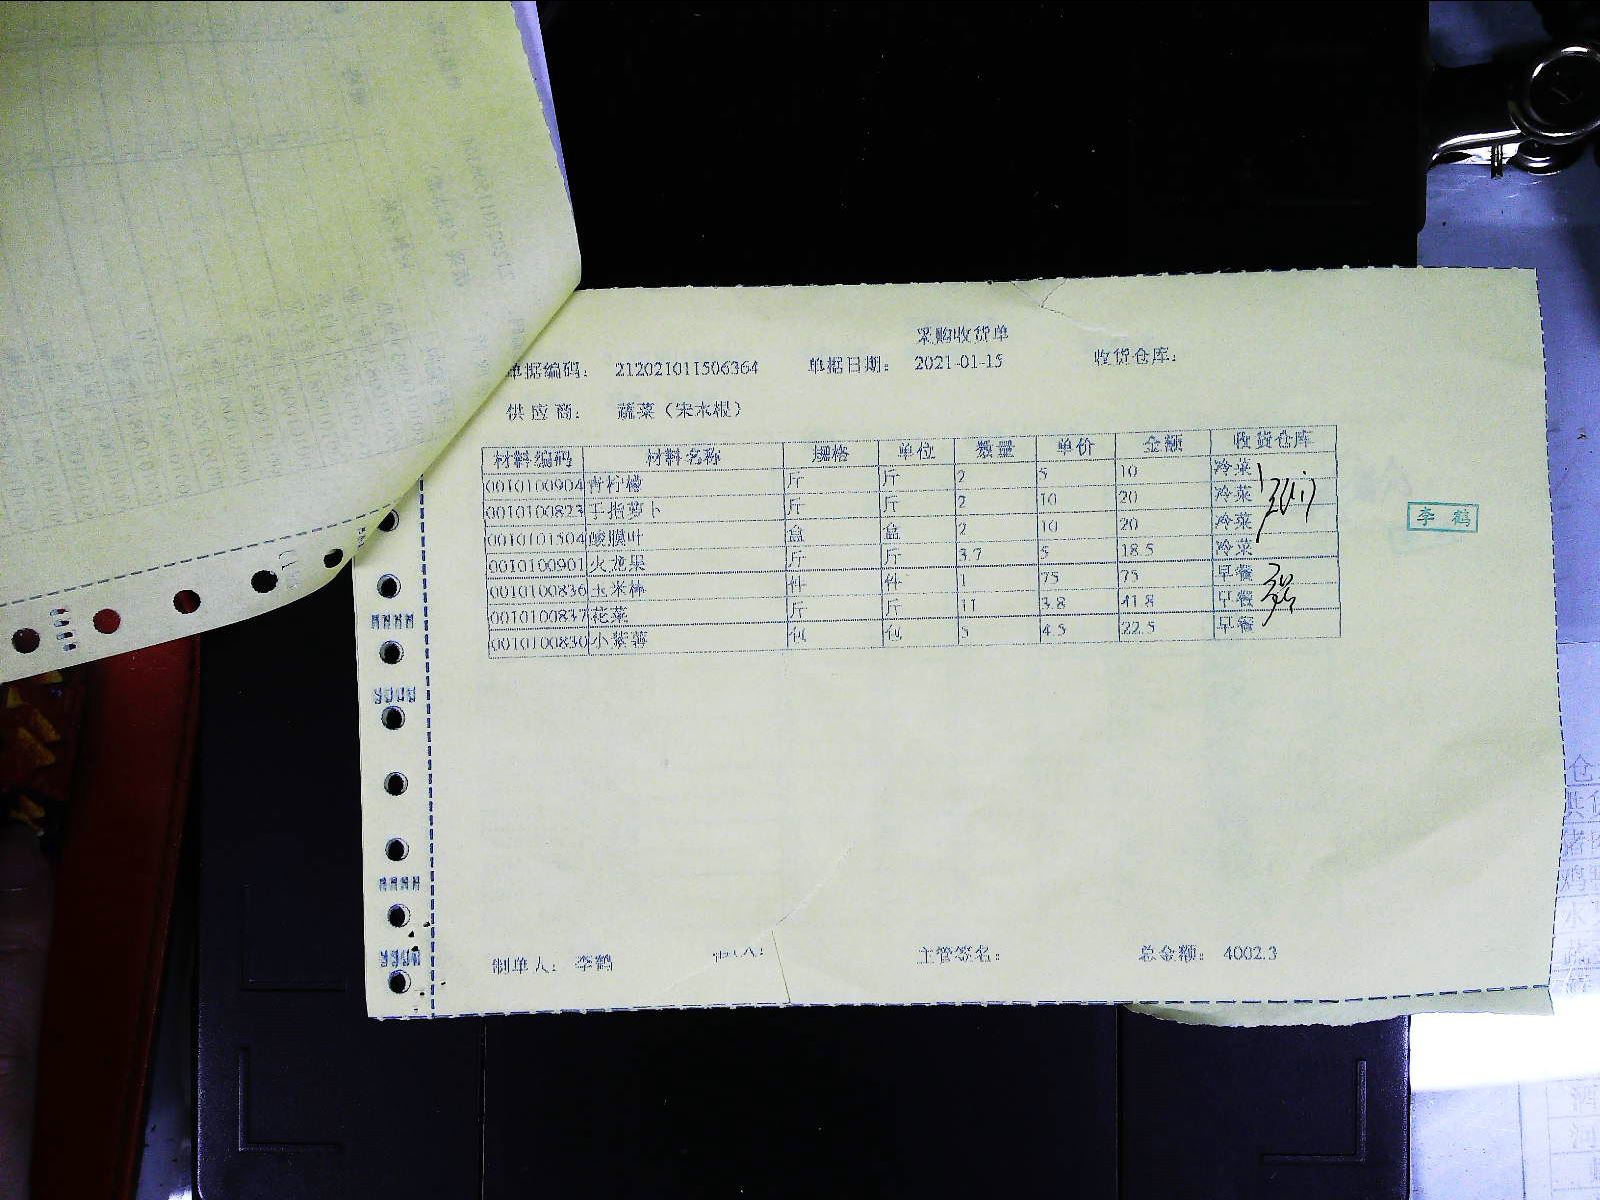 采购收货单
单据编码： 212021011506364 单据日期： 2021-01-15 收货仓库：
供应商： 蔬菜（宋木根）
材料编码 材料名称 规格 单位 数量 单价 金额 收货仓库
0010100904 青柠檬 斤 斤 2 5 10 冷菜
0010100823 手指萝卜 斤 斤 2 10 20 冷菜
0010101504 酸膜叶 盒 盒 2 10 20 冷菜
0010100901 火龙果 斤 斤 3.7 5 18.5 冷菜
0010100836 玉米棒 件 件 1 75 75 早餐
0010100837 花菜 斤 斤 11 3.8 41.8 早餐
0010100830 小紫薯 5 4.5 22.5 早餐
李鹤
制单人： 李鹤 主管签名： 总金额： 4002.3